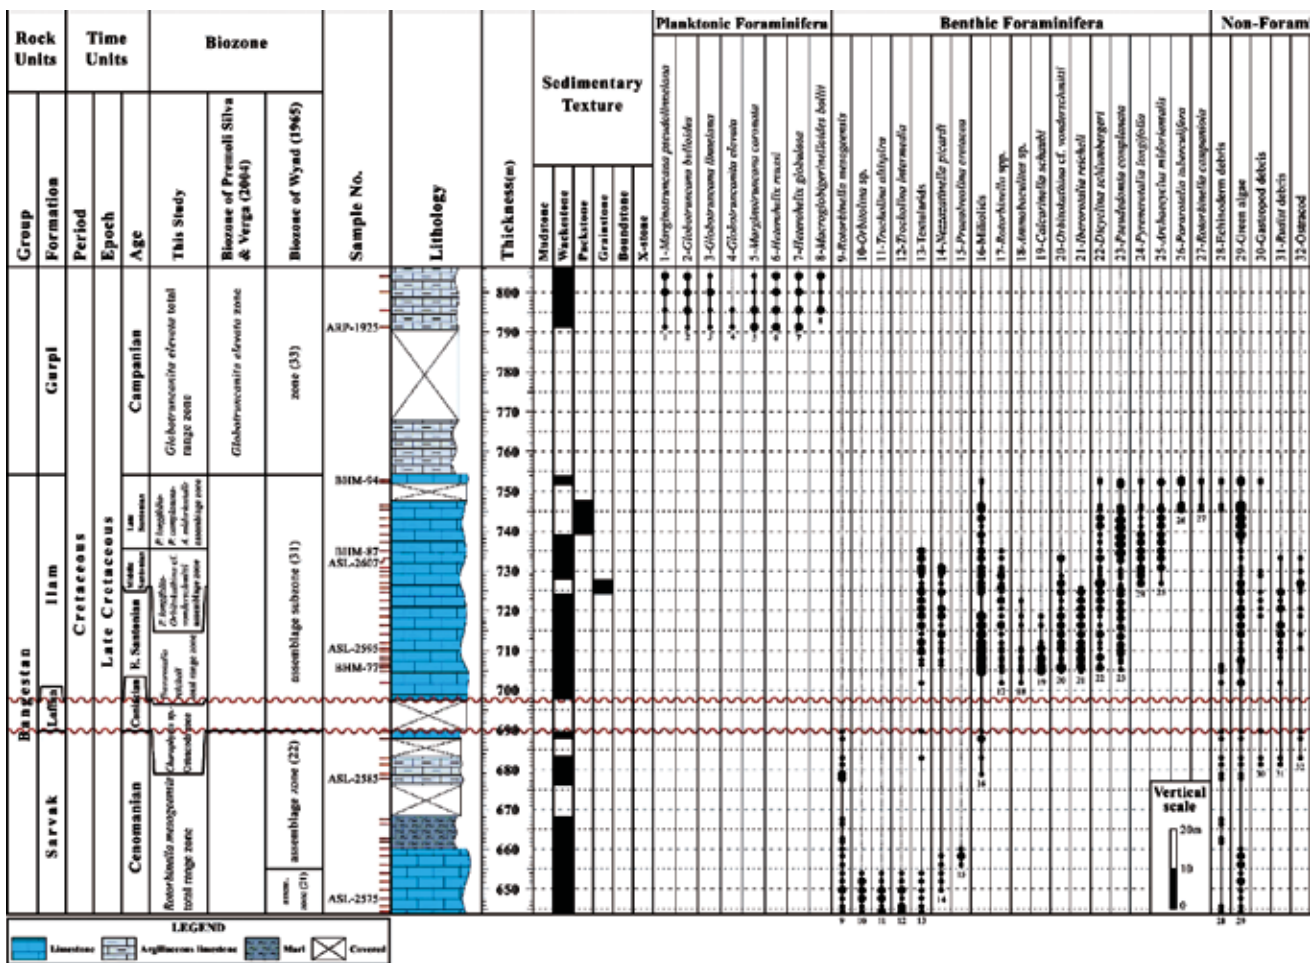 Rock Units
Time Units
Biozone
Group
Formation
Period
Epoch
Age
This Study
Biozone of Premoli Silva & Verga (2004)
Biozone of Wynd (1965)
Sample No.
Lithology
Thickness(m)
Sedimentary Texture
Mudstone
Wackestone
Packstone
Grainstone
Boundstone
X-stone
Planktonic Foraminifera
Benthic Foraminifera
Non-Forami
1-Marginotruncana pseudolinneiana
2-Globotruncana bulloides
3-Globotruncana linneiana
4-Globotruncanita elevata
5-Marginotruncana coronata
6-Heterohelix reussi
7-Heterohelix globulosa
8-Macroglobigerinelloides bollii
9-Rotorbinella mesogeensis
10-Orbitolina sp.
11-Trocholina altispira
12-Trocholina intermedia
13-Textularids
14-Nezzazatinella picardi
15-Praealveolina cretacea
16-Miliolids
17-Rotorbinella spp.
18-Ammobaculites sp.
19-Calcarinella schaubi
20-Orbitokathina cf. vonderschmitti
21-Iberorotalia reicheli
22-Dicyclina schlumbergeri
23-Pseudedomia complanata
24-Pyrenerotalia longifolia
25-Archaecyclus midorientalis
26-Pararotalia tuberculifera
27-Rotorbinella campaniola
28-Echinoderm debris
29-Green algae
30-Gastropod debris
31-Rudist debris
32-Ostracod
Gurpi
Campanian
Globotruncanita elevata total range zone
Globotruncanita elevata zone
zone (33)
Bangestan
Ilam
Laffan
Sarvak
Cretaceous
Late Cretaceous
Late Santonian
Middle Santonian
E. Santonian
Coniacian
Cenomanian
assemblage subzone (31)
assemblage zone (22)
Rotorbinella mesogeensis total range zone
ARP-1925
BHM-94
BHM-87
ASL-2607
ASL-2595
BHM-77
ASL-2585
ASL-2575
800
790
780
770
760
750
740
730
720
710
700
690
680
670
660
650
Vertical scale
20m
10
0
LEGEND
Limestone
Argillaceous limestone
Marl
Covered